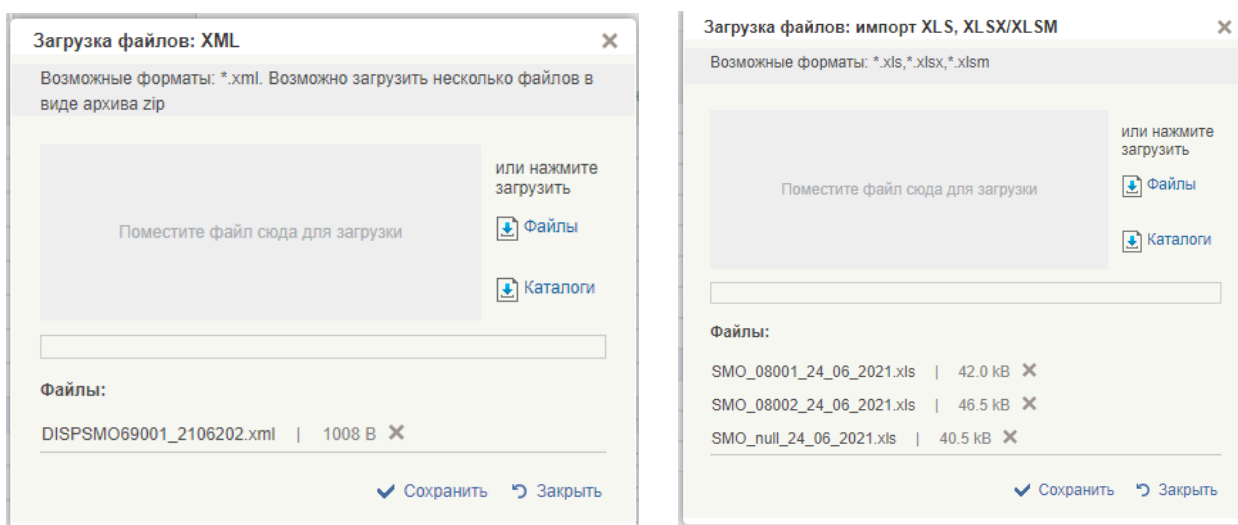 Загрузка файлов: XML
Возможные форматы: *.xml. Возможно загрузить несколько файлов в
виде архива zip
Поместите файл сюда для загрузки
или нажмите
загрузить
Файлы
Каталоги
Файлы:
DISPSMO69001_2106202.xml | 1008 B
Сохранить Закрыть
Загрузка файлов: импорт XLS, XLSX/XLSM
Возможные форматы: *.xls,*.xlsx,*.xlsm
Поместите файл сюда для загрузки
или нажмите
загрузить
Файлы
Каталоги
Файлы:
SMO_08001_24_06_2021.xls | 42.0 kB
SMO_08002_24_06_2021.xls | 46.5 kB
SMO_null_24_06_2021.xls | 40.5 kB
Сохранить Закрыть